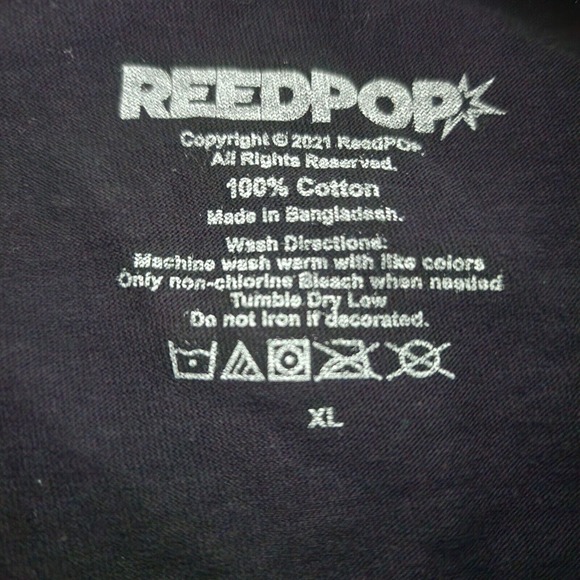 REEDPOP
Copyright © 2021 ReedPOP
All Rights Reserved.
100% Cotton
Made in Bangladesh.
Wash Directions:
Machine wash warm with like colors
Only non-chlorine Bleach when needed
Tumble Dry Low
Do not Iron if decorated.
XL